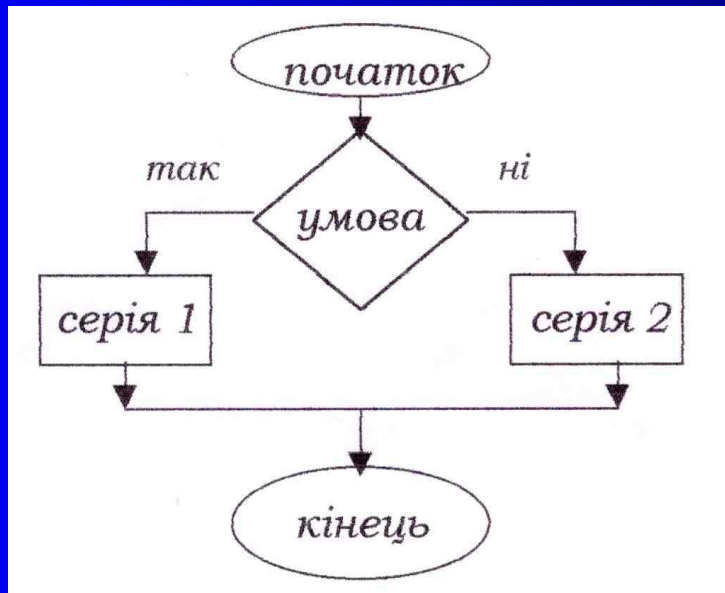 початок
так
ні
умова
серія 1
серія 2
кінець